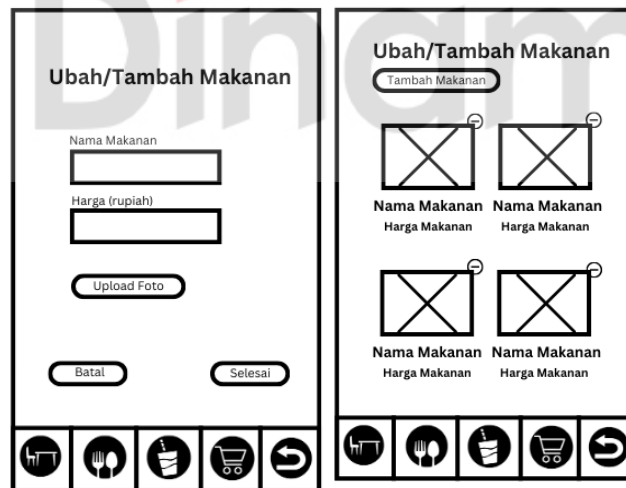 Dinam
Ubah/Tambah Makanan
Nama Makanan
Harga (rupiah)
Upload Foto
Batal
Selesai
Ubah/Tambah Makanan
Tambah Makanan
Nama Makanan Nama Makanan
Harga Makanan Harga Makanan
Nama Makanan Nama Makanan
Harga Makanan Harga Makanan